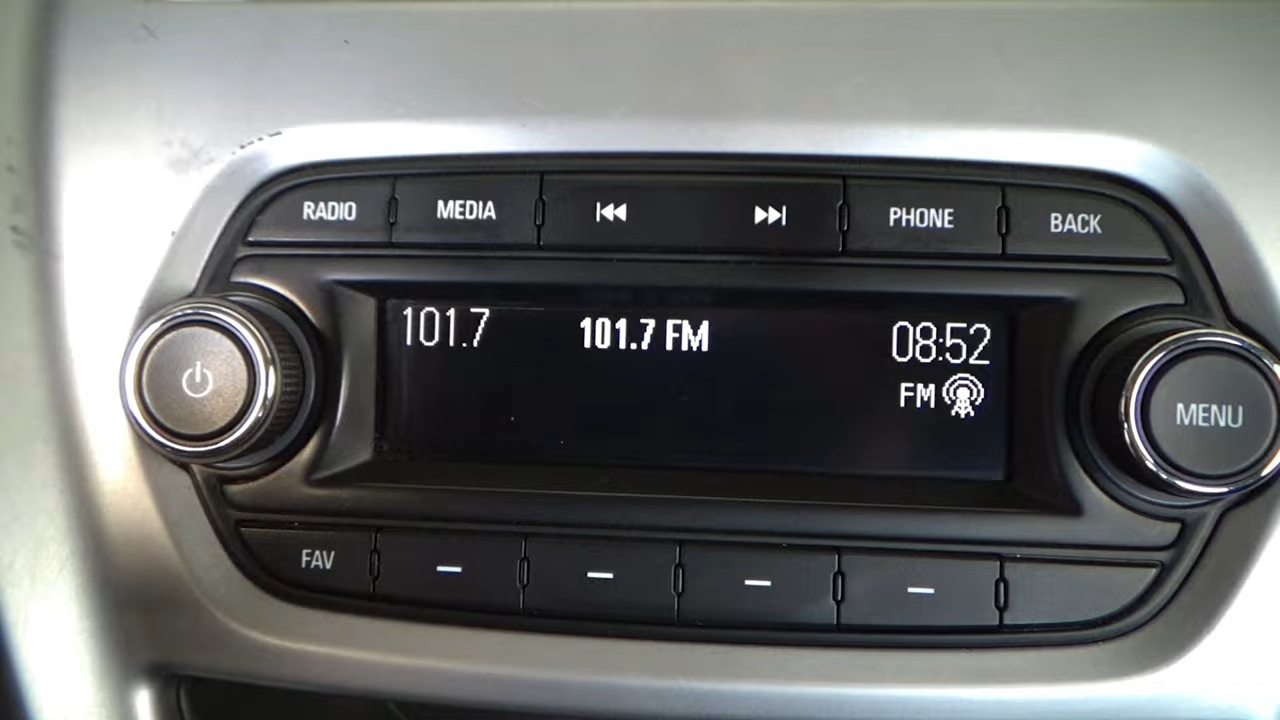 RADIO MEDIA PHONE BACK
101.7 101.7 FM 08:52
FM
MENU
FAV